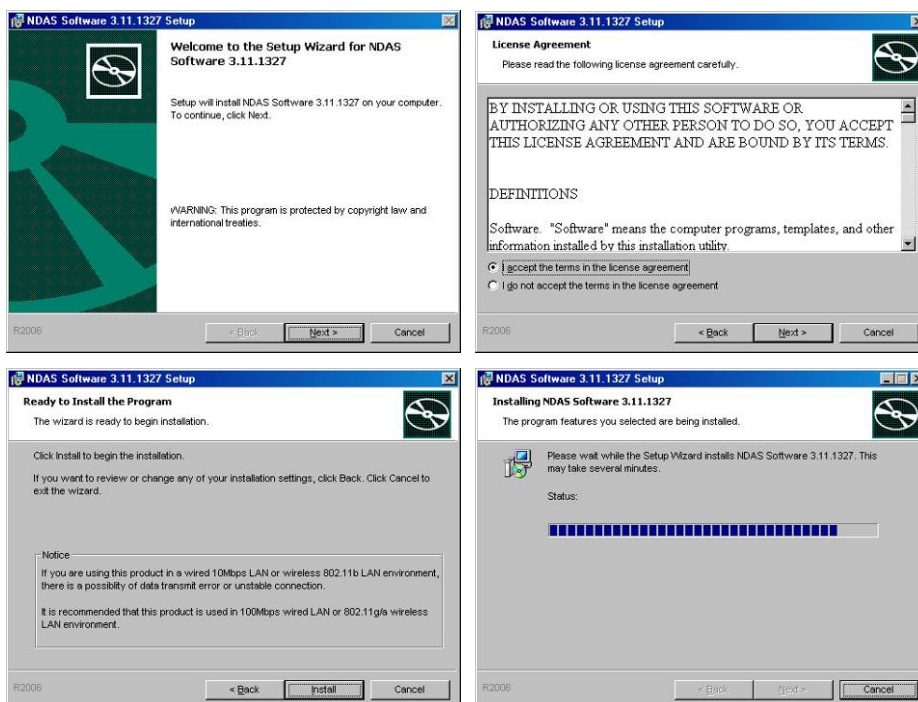 NDAS Software 3.11.1327 Setup
Welcome to the Setup Wizard for NDAS
Software 3.11.1327
Setup will install NDAS Software 3.11.1327 on your computer.
To continue, click Next.
WARNING: This program is protected by copyright law and
international treaties.
R2006
< Back
Next >
Cancel
NDAS Software 3.11.1327 Setup
License Agreement
Please read the following license agreement carefully.
BY INSTALLING OR USING THIS SOFTWARE OR
AUTHORIZING ANY OTHER PERSON TO DO SO, YOU ACCEPT
THIS LICENSE AGREEMENT AND ARE BOUND BY ITS TERMS.
DEFINITIONS
Software. "Software" means the computer programs, templates, and other
information installed by this installation utility.
I accept the terms in the license agreement
I do not accept the terms in the license agreement
R2006
< Back
Next >
Cancel
NDAS Software 3.11.1327 Setup
Ready to Install the Program
The wizard is ready to begin installation.
Click Install to begin the installation.
If you want to review or change any of your installation settings, click Back. Click Cancel to
exit the wizard.
Notice
If you are using this product in a wired 10Mbps LAN or wireless 802.11b LAN environment,
there is a possiblity of data transmit error or unstable connection.
It is recommended that this product is used in 100Mbps wired LAN or 802.11g/a wireless
LAN environment.
R2006
< Back
Install
Cancel
NDAS Software 3.11.1327 Setup
Installing NDAS Software 3.11.1327
The program features you selected are being installed.
Please wait while the Setup Wizard installs NDAS Software 3.11.1327. This
may take several minutes.
Status:
R2006
< Back
Next >
Cancel